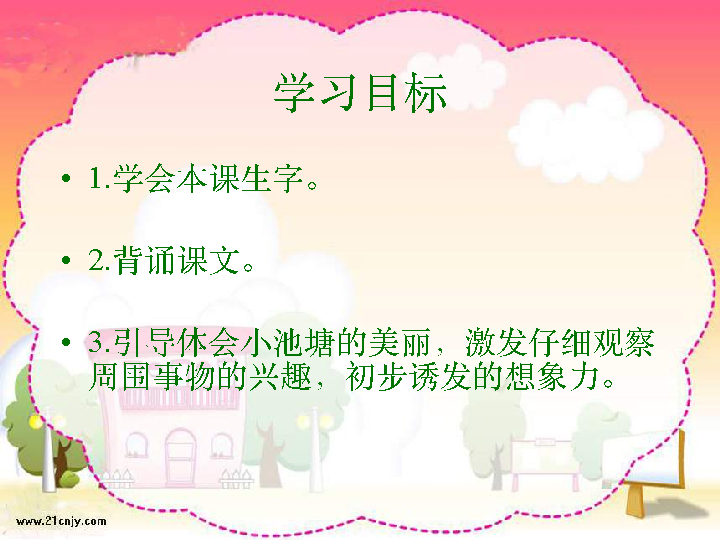 学习目标
• 1.学会本课生字。
• 2.背诵课文。
• 3.引导体会小池塘的美丽，激发仔细观察
周围事物的兴趣，初步诱发的想象力。
www.21cnjy.com